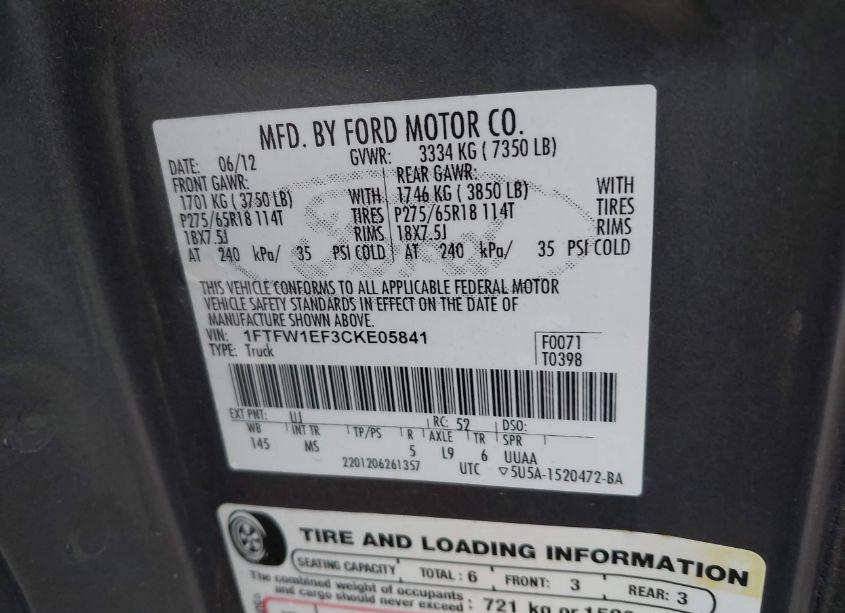 MFD. BY FORD MOTOR CO.
DATE: 06/12 GVWR: 3334 KG ( 7350 LB)
FRONT GAWR: REAR GAWR:
1701 KG ( 3750 LB) WITH 1746 KG ( 3850 LB) WITH
P275/65R18 114T TIRES P275/65R18 114T TIRES
18X7.5J RIMS 18X7.5J RIMS
AT 240 kPa/ 35 PSI COLD AT 240 kPa/ 35 PSI COLD
THIS VEHICLE CONFORMS TO ALL APPLICABLE FEDERAL MOTOR
VEHICLE SAFETY STANDARDS IN EFFECT ON THE DATE OF
MANUFACTURE SHOWN ABOVE.
VIN: 1FTFW1EF3CKE05841 F0071
TYPE: Truck T0398
EXT PNT: UJ RC: 52 DSO:
WB INT TR TP/PS R AXLE TR SPR
145 MS 5 L9 6 UUAA
2201206261357 UTC ▽5U5A-1520472-BA
TIRE AND LOADING INFORMATION
SEATING CAPACITY TOTAL: 6 FRONT: 3 REAR: 3
The combined weight of occupants
and cargo should never exceed: 721 kg or